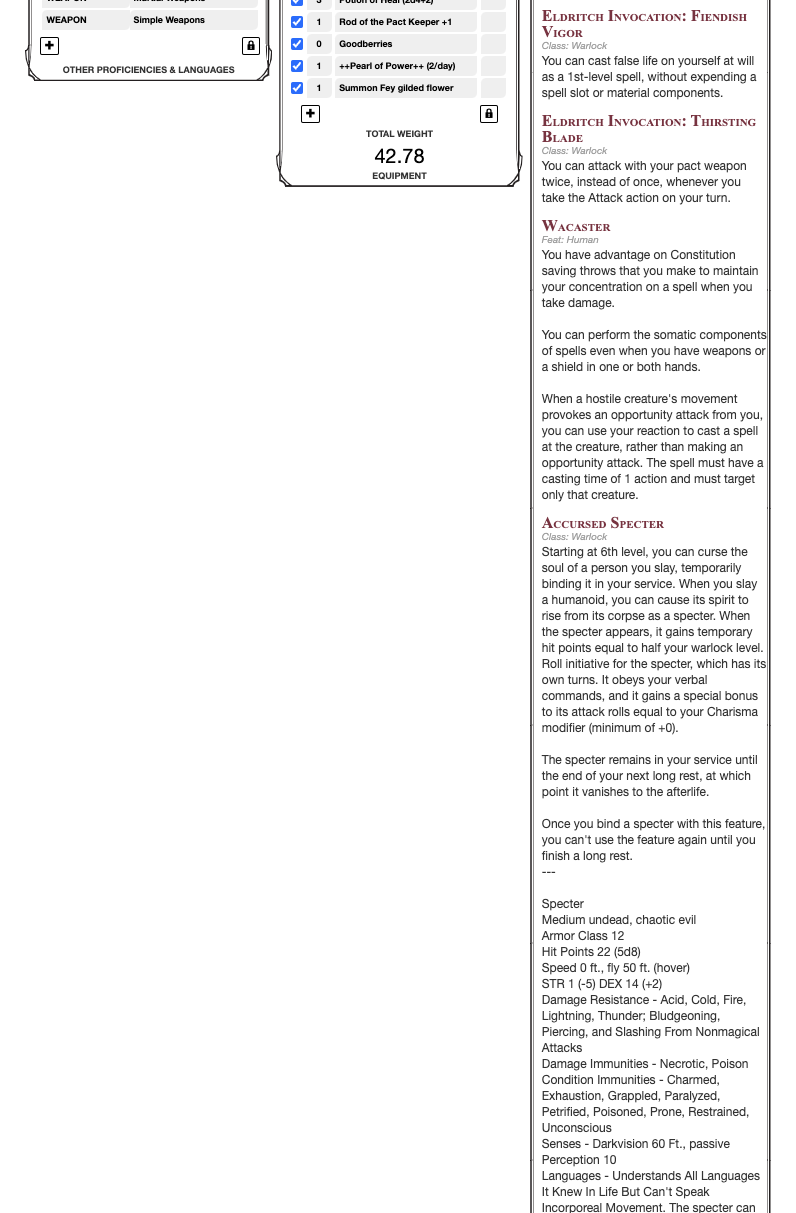 WEAPON Simple Weapons
OTHER PROFICIENCIES & LANGUAGES
1 Rod of the Pact Keeper +1
0 Goodberries
1 ++Pearl of Power++ (2/day)
1 Summon Fey gilded flower
TOTAL WEIGHT
42.78
EQUIPMENT
Eldritch Invocation: Fiendish
Vigor
Class: Warlock
You can cast false life on yourself at will
as a 1st-level spell, without expending a
spell slot or material components.
Eldritch Invocation: Thirsting
Blade
Class: Warlock
You can attack with your pact weapon
twice, instead of once, whenever you
take the Attack action on your turn.
Wacaster
Feat: Human
You have advantage on Constitution
saving throws that you make to maintain
your concentration on a spell when you
take damage.
You can perform the somatic components
of spells even when you have weapons or
a shield in one or both hands.
When a hostile creature's movement
provokes an opportunity attack from you,
you can use your reaction to cast a spell
at the creature, rather than making an
opportunity attack. The spell must have a
casting time of 1 action and must target
only that creature.
Accursed Specter
Class: Warlock
Starting at 6th level, you can curse the
soul of a person you slay, temporarily
binding it in your service. When you slay
a humanoid, you can cause its spirit to
rise from its corpse as a specter. When
the specter appears, it gains temporary
hit points equal to half your warlock level.
Roll initiative for the specter, which has its
own turns. It obeys your verbal
commands, and it gains a special bonus
to its attack rolls equal to your Charisma
modifier (minimum of +0).
The specter remains in your service until
the end of your next long rest, at which
point it vanishes to the afterlife.
Once you bind a specter with this feature,
you can't use the feature again until you
finish a long rest.
---
Specter
Medium undead, chaotic evil
Armor Class 12
Hit Points 22 (5d8)
Speed 0 ft., fly 50 ft. (hover)
STR 1 (-5) DEX 14 (+2)
Damage Resistance - Acid, Cold, Fire,
Lightning, Thunder; Bludgeoning,
Piercing, and Slashing From Nonmagical
Attacks
Damage Immunities - Necrotic, Poison
Condition Immunities - Charmed,
Exhaustion, Grappled, Paralyzed,
Petrified, Poisoned, Prone, Restrained,
Unconscious
Senses - Darkvision 60 Ft., passive
Perception 10
Languages - Understands All Languages
It Knew In Life But Can't Speak
Incorporeal Movement. The specter can